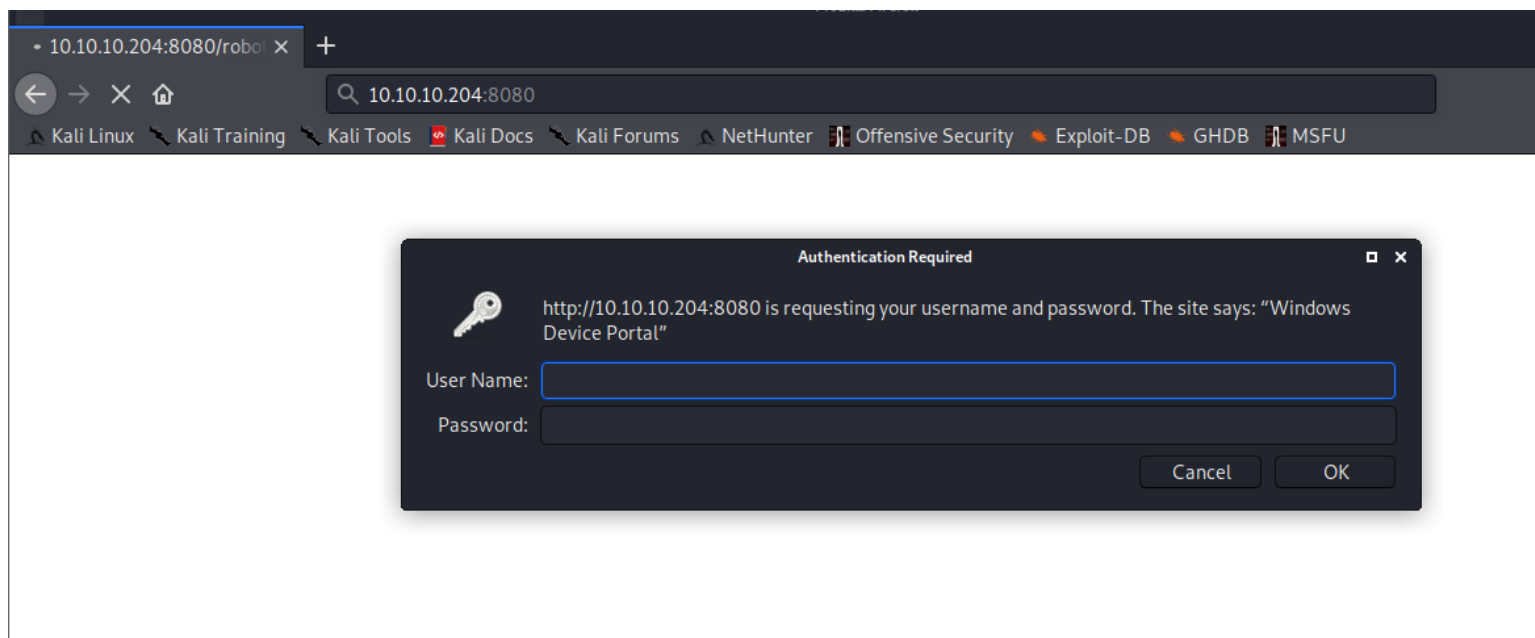 10.10.10.204:8080/robo
10.10.10.204:8080
Kali Linux Kali Training Kali Tools Kali Docs Kali Forums NetHunter Offensive Security Exploit-DB GHDB MSFU
Authentication Required
http://10.10.10.204:8080 is requesting your username and password. The site says: “Windows
Device Portal”
User Name:
Password:
Cancel OK